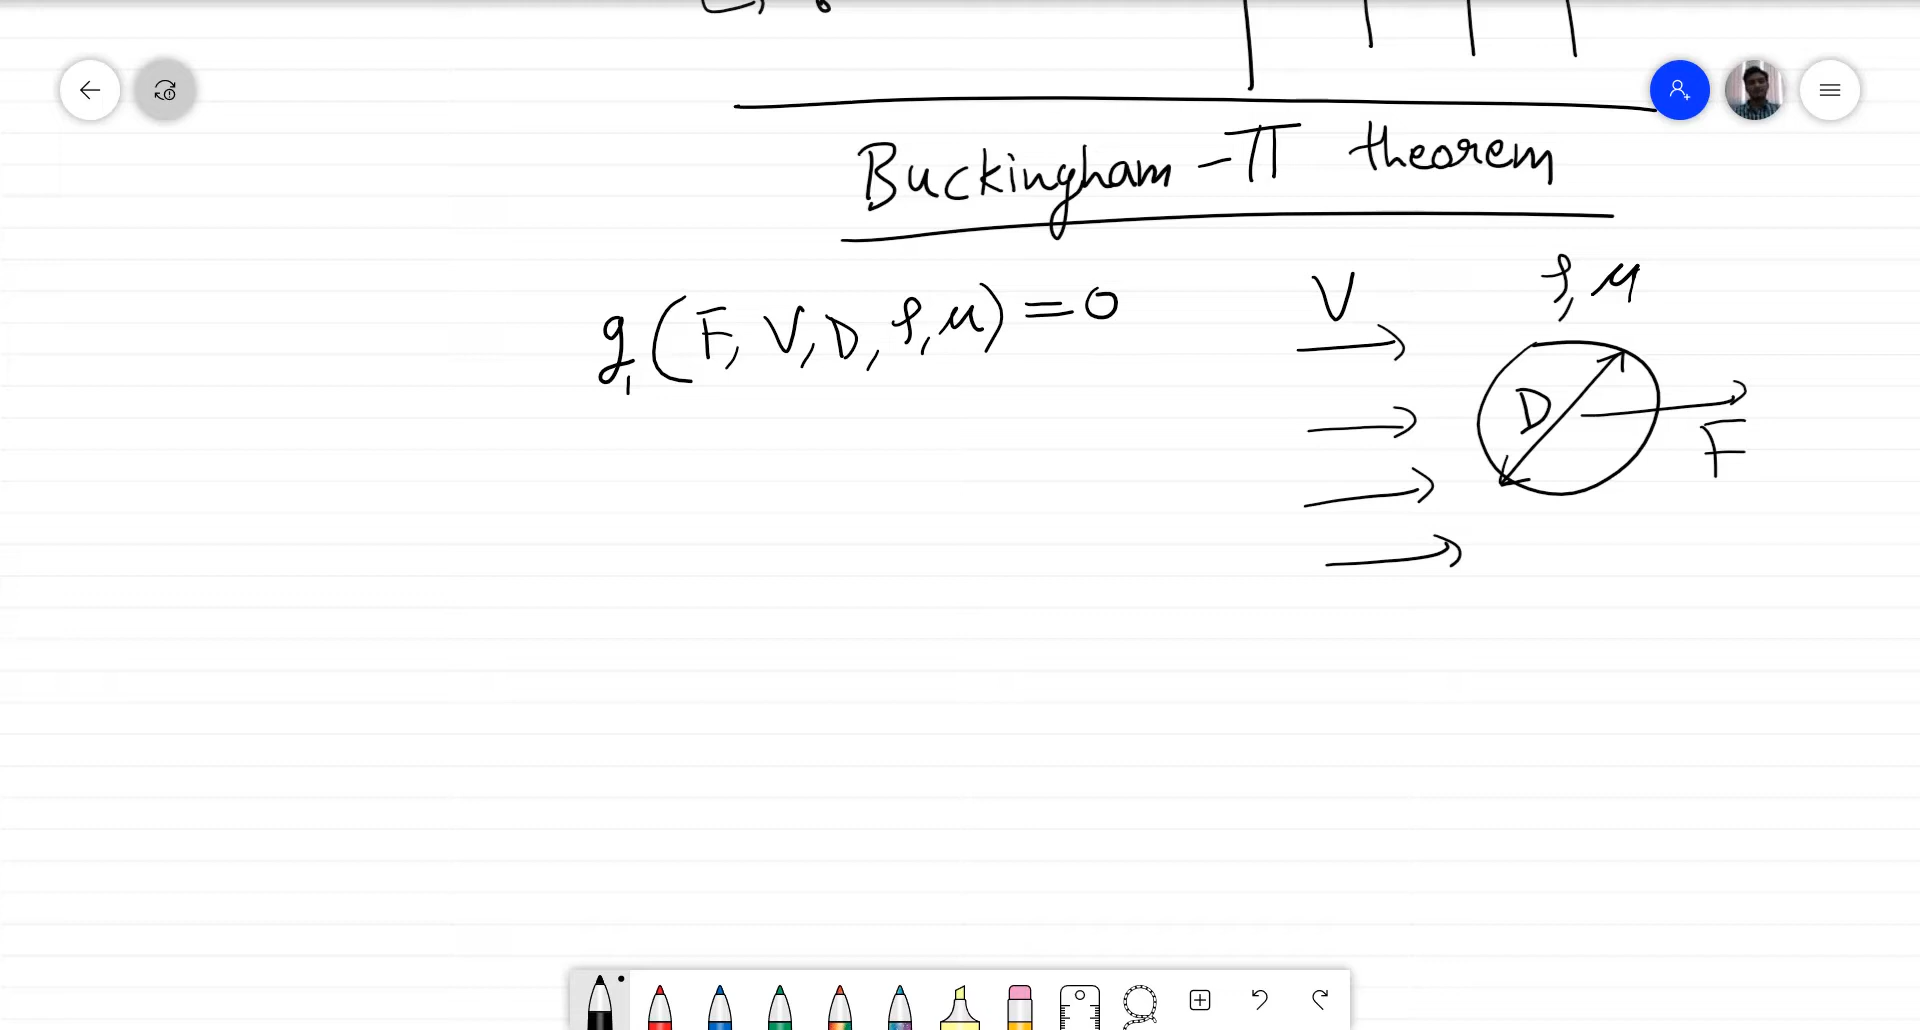 Buckingham - Π theorem
g₁(F, V, D, ρ, μ) = 0
V
ρ, μ
D
F